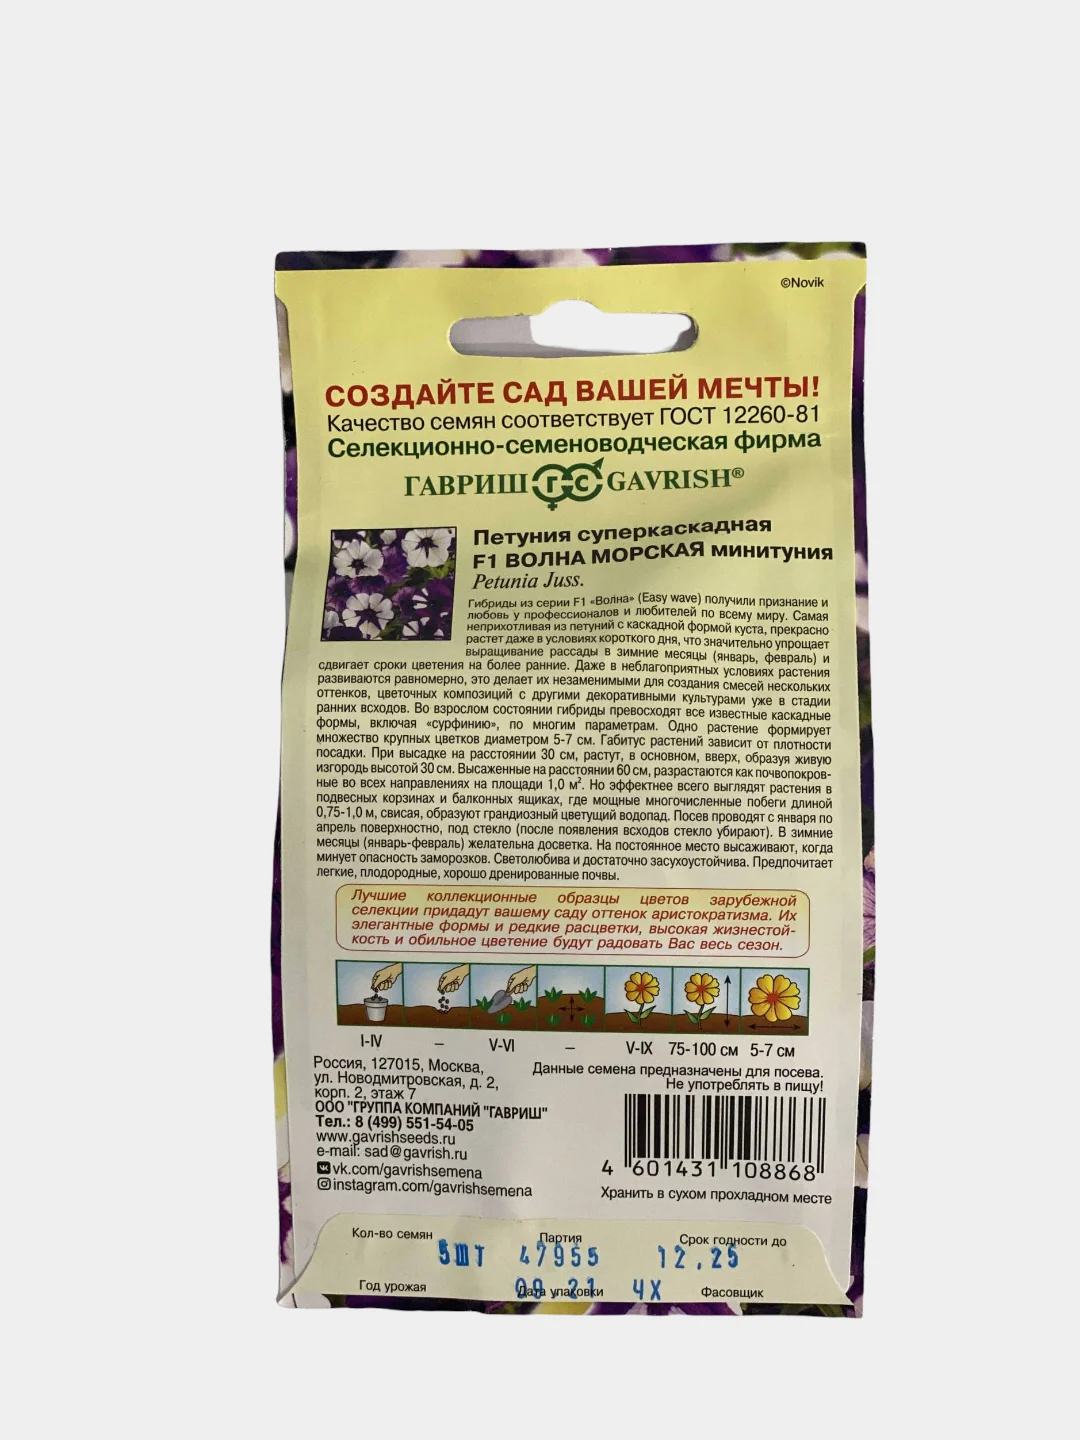 ©Novik
СОЗДАЙТЕ САД ВАШЕЙ МЕЧТЫ!
Качество семян соответствует ГОСТ 12260-81
Селекционно-семеноводческая фирма
ГАВРИШ ГС GAVRISH®
Петуния суперкаскадная
F1 ВОЛНА МОРСКАЯ минитуния
Petunia Juss.
Гибриды из серии F1 «Волна» (Easy wave) получили признание и
любовь у профессионалов и любителей по всему миру. Самая
неприхотливая из петуний с каскадной формой куста, прекрасно
растет даже в условиях короткого дня, что значительно упрощает
выращивание рассады в зимние месяцы (январь, февраль) и
сдвигает сроки цветения на более ранние. Даже в неблагоприятных условиях растения
развиваются равномерно, это делает их незаменимыми для создания смесей нескольких
оттенков, цветочных композиций с другими декоративными культурами уже в стадии
ранних всходов. Во взрослом состоянии гибриды превосходят все известные каскадные
формы, включая «сурфинию», по многим параметрам. Одно растение формирует
множество крупных цветков диаметром 5-7 см. Габитус растений зависит от плотности
посадки. При высадке на расстоянии 30 см, растут, в основном, вверх, образуя живую
изгородь высотой 30 см. Высаженные на расстоянии 60 см, разрастаются как почвопокров-
ные во всех направлениях на площади 1,0 м². Но эффектнее всего выглядят растения в
подвесных корзинах и балконных ящиках, где мощные многочисленные побеги длиной
0,75-1,0 м, свисая, образуют грандиозный цветущий водопад. Посев проводят с января по
апрель поверхностно, под стекло (после появления всходов стекло убирают). В зимние
месяцы (январь-февраль) желательна досветка. На постоянное место высаживают, когда
минует опасность заморозков. Светолюбива и достаточно засухоустойчива. Предпочитает
легкие, плодородные, хорошо дренированные почвы.
Лучшие коллекционные образцы цветов зарубежной
селекции придадут вашему саду оттенок аристократизма. Их
элегантные формы и редкие расцветки, высокая жизнестой-
кость и обильное цветение будут радовать Вас весь сезон.
I-IV – V-VI – V-IX 75-100 см 5-7 см
Россия, 127015, Москва,
ул. Новодмитровская, д. 2,
корп. 2, этаж 7
ООО "ГРУППА КОМПАНИЙ "ГАВРИШ"
Тел.: 8 (499) 551-54-05
www.gavrishseeds.ru
e-mail: sad@gavrish.ru
vk.com/gavrishsemena
instagram.com/gavrishsemena
Данные семена предназначены для посева.
Не употреблять в пищу!
4 601431 108868
Хранить в сухом прохладном месте
Кол-во семян Партия Срок годности до
5ШТ 47955 12.25
Год урожая Дата упаковки Фасовщик
09 21 4Х